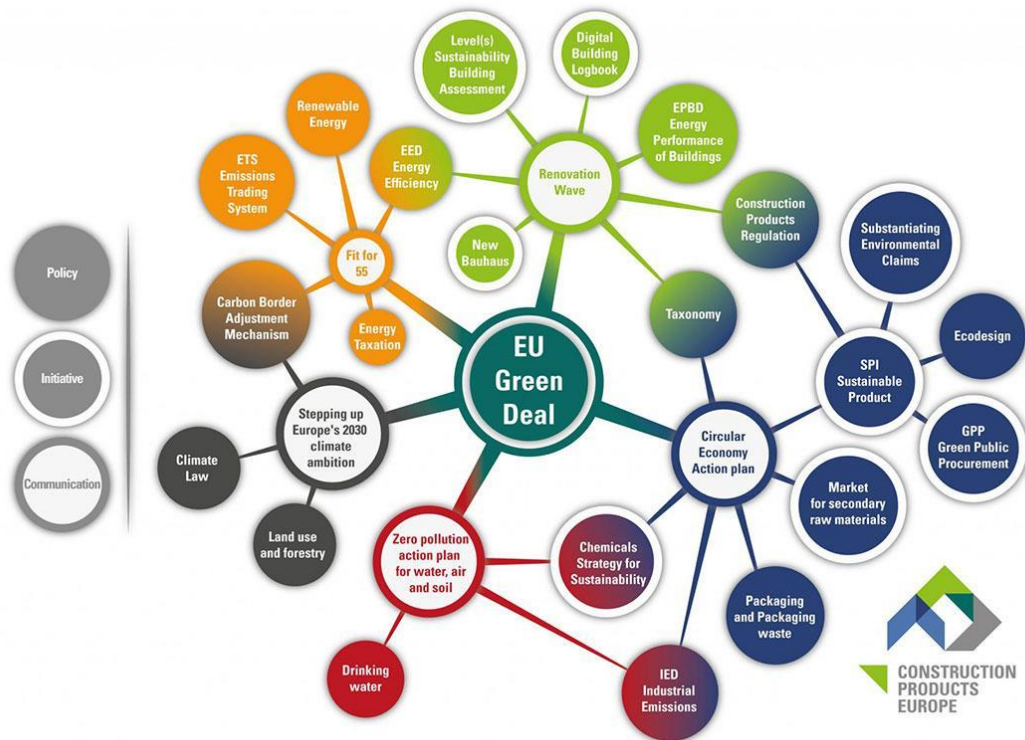 Policy
Initiative
Communication
Level(s)
Sustainability
Building
Assessment
Digital
Building
Logbook
Renewable
Energy
EPBD
Energy
Performance
of Buildings
ETS
Emissions
Trading
System
EED
Energy
Efficiency
Renovation
Wave
Construction
Products
Regulation
Substantiating
Environmental
Claims
New
Bauhaus
Fit for
55
Carbon Border
Adjustment
Mechanism
Energy
Taxation
Taxonomy
EU
Green
Deal
SPI
Sustainable
Product
Ecodesign
Stepping up
Europe's 2030
climate
ambition
Circular
Economy
Action plan
GPP
Green Public
Procurement
Climate
Law
Market
for secondary
raw materials
Land use
and forestry
Zero pollution
action plan
for water, air
and soil
Chemicals
Strategy for
Sustainability
Packaging
and Packaging
waste
Drinking
water
IED
Industrial
Emissions
CONSTRUCTION
PRODUCTS
EUROPE